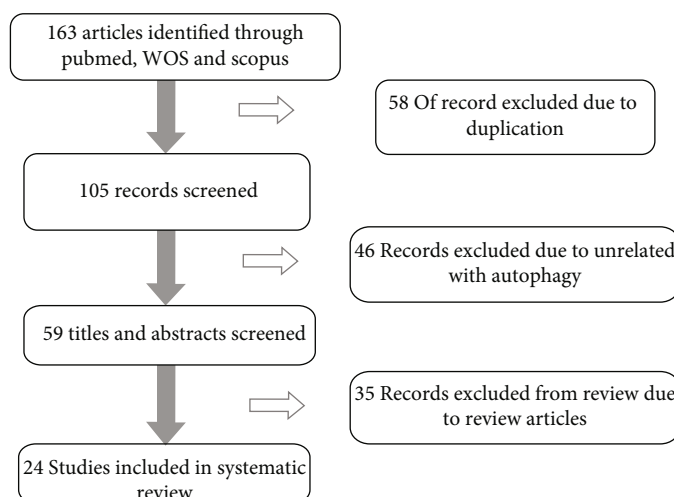 163 articles identified through
pubmed, WOS and scopus
58 Of record excluded due to
duplication
105 records screened
46 Records excluded due to unrelated
with autophagy
59 titles and abstracts screened
35 Records excluded from review due
to review articles
24 Studies included in systematic
review